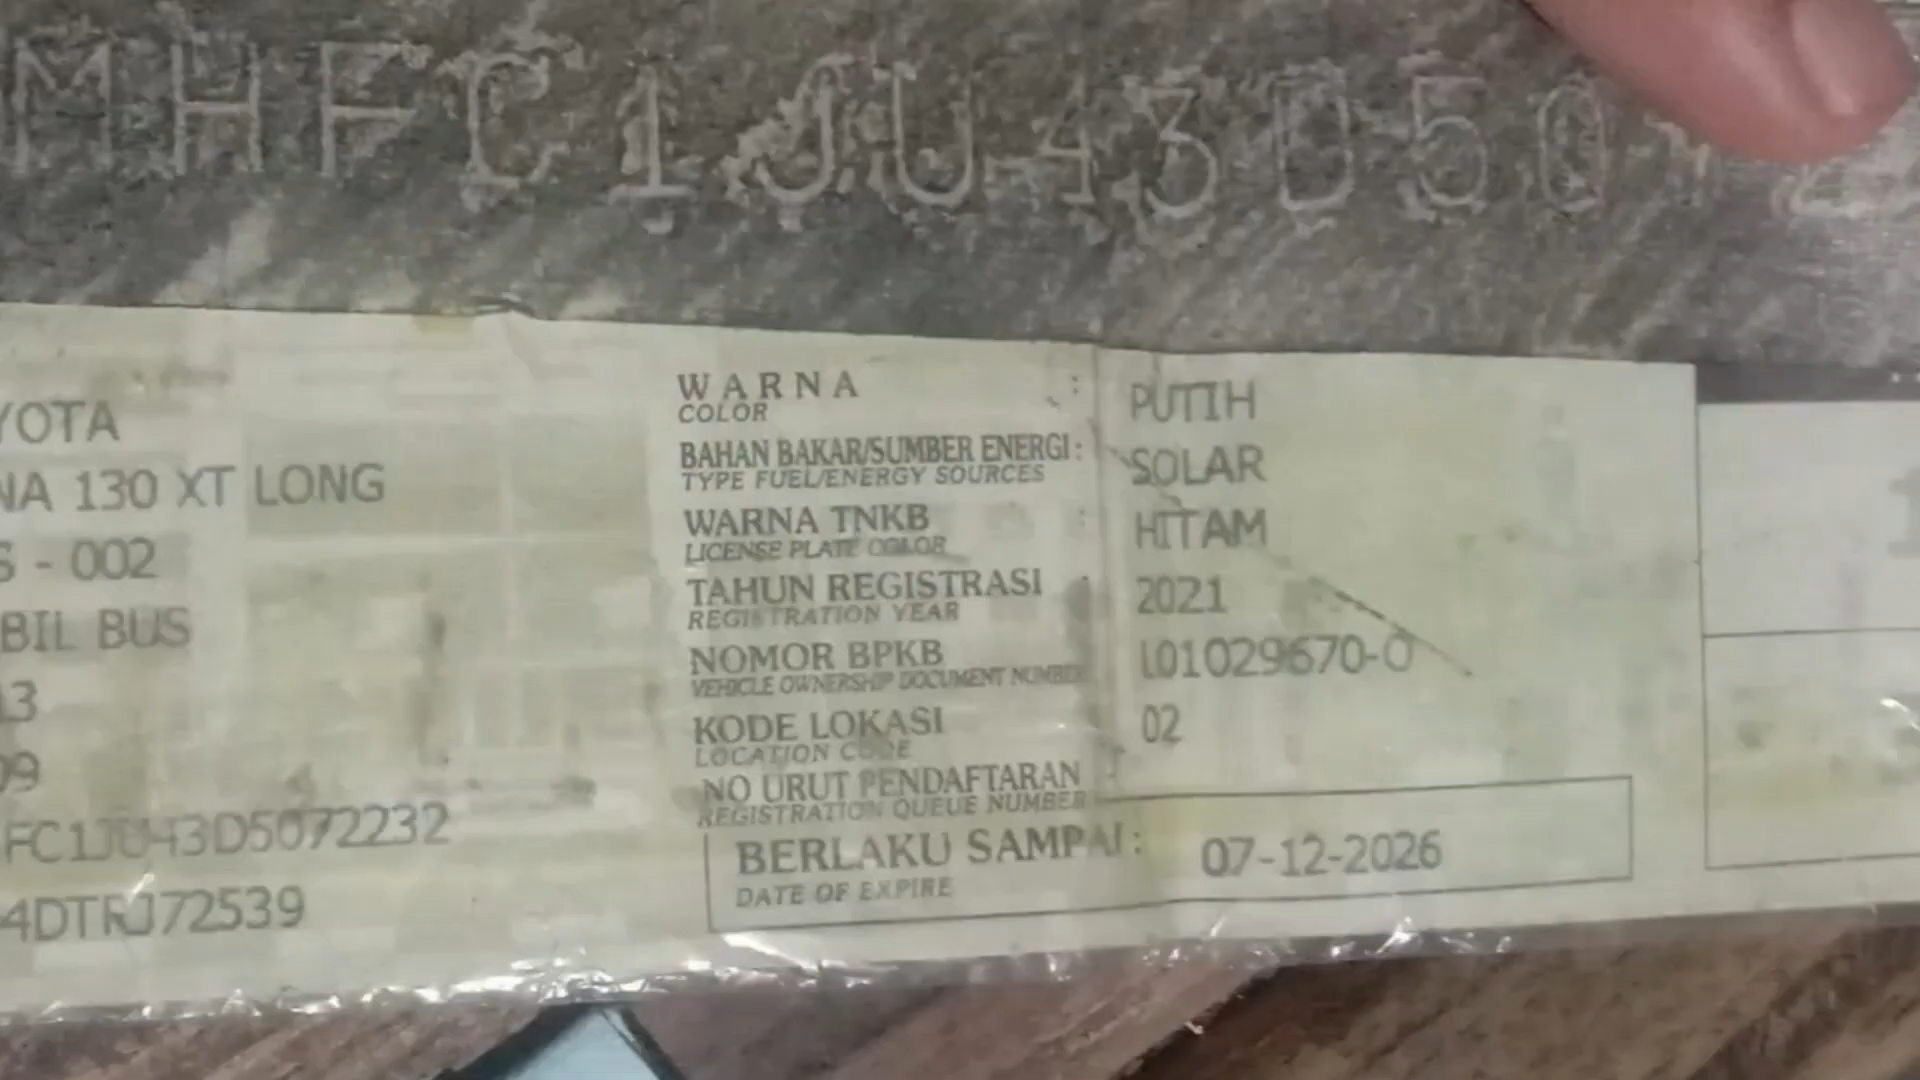 MHFC1JU43D50
YOTA
NA 130 XT LONG
S - 002
BIL BUS
13
09
FC1JU43D5072232
4DTRJ72539
WARNA : PUTIH
COLOR
BAHAN BAKAR/SUMBER ENERGI : SOLAR
TYPE FUEL/ENERGY SOURCES
WARNA TNKB : HITAM
LICENSE PLATE COLOR
TAHUN REGISTRASI : 2021
REGISTRATION YEAR
NOMOR BPKB L01029670-O
VEHICLE OWNERSHIP DOCUMENT NUMBER
KODE LOKASI 02
LOCATION CODE
NO URUT PENDAFTARAN
REGISTRATION QUEUE NUMBER
BERLAKU SAMPAI : 07-12-2026
DATE OF EXPIRE